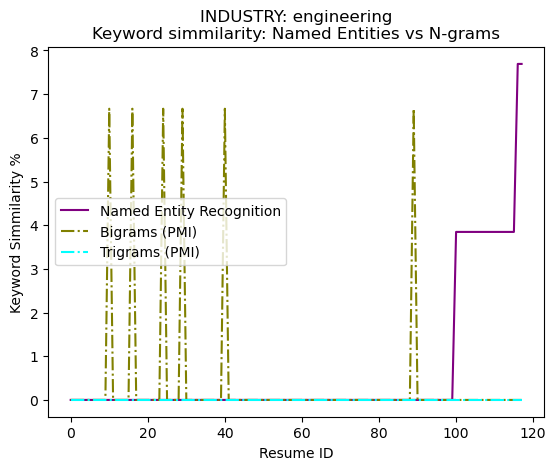 INDUSTRY: engineering
Keyword simmilarity: Named Entities vs N-grams
Keyword Simmilarity %
8
7
6
5
4
3
2
1
0
Named Entity Recognition
Bigrams (PMI)
Trigrams (PMI)
0 20 40 60 80 100 120
Resume ID